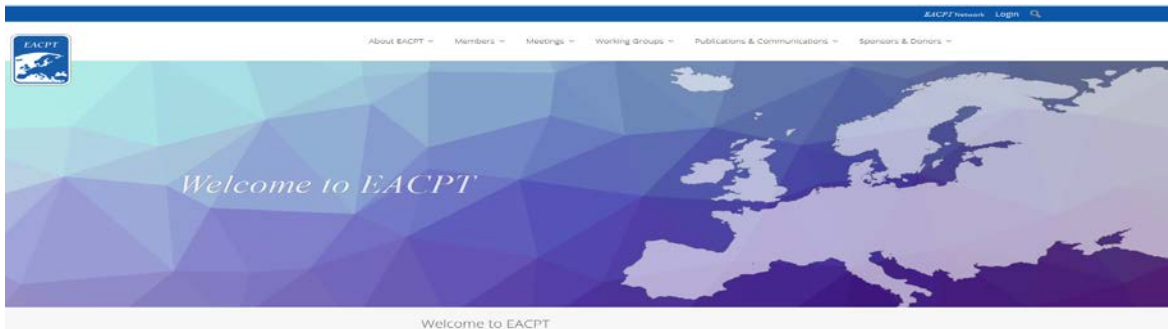 EACPT Network Login
EACPT
About EACPT Members Meetings Working Groups Publications & Communications Sponsors & Donors
Welcome to EACPT
Welcome to EACPT